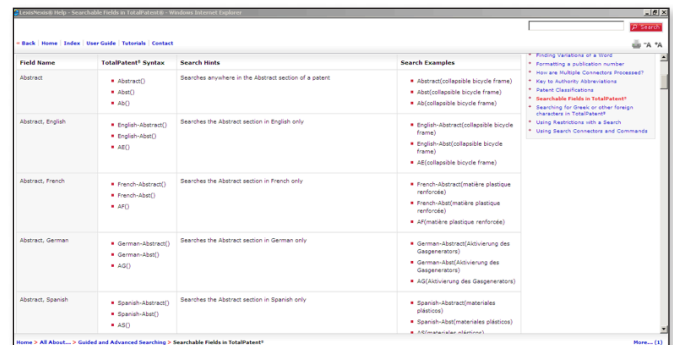 LexisNexis® Help - Searchable Fields in TotalPatent® - Windows Internet Explorer
Search
Back | Home | Index | User Guide | Tutorials | Contact
A A
Field Name TotalPatent® Syntax Search Hints Search Examples
Abstract
Abstract()
Abst()
Ab()
Searches anywhere in the Abstract section of a patent
Abstract(collapsible bicycle frame)
Abst(collapsible bicycle frame)
Ab(collapsible bicycle frame)
Abstract, English
English-Abstract()
English-Abst()
AE()
Searches the Abstract section in English only
English-Abstract(collapsible bicycle
frame)
English-Abst(collapsible bicycle
frame)
AE(collapsible bicycle frame)
Abstract, French
French-Abstract()
French-Abst()
AF()
Searches the Abstract section in French only
French-Abstract(matière plastique
renforcée)
French-Abst(matière plastique
renforcée)
AF(matière plastique renforcée)
Abstract, German
German-Abstract()
German-Abst()
AG()
Searches the Abstract section in German only
German-Abstract(Aktivierung des
Gasgenerators)
German-Abst(Aktivierung des
Gasgenerators)
AG(Aktivierung des Gasgenerators)
Abstract, Spanish
Spanish-Abstract()
Spanish-Abst()
AS()
Searches the Abstract section in Spanish only
Spanish-Abstract(materiales
plásticos)
Spanish-Abst(materiales plásticos)
AS(materiales plásticos)
Finding Variations of a Word
Formatting a publication number
How are Multiple Connectors Processed?
Key to Authority Abbreviations
Patent Classifications
Searchable Fields in TotalPatent®
Searching for Greek or other foreign
characters in TotalPatent®
Using Restrictions with a Search
Using Search Connectors and Commands
Home > All About... > Guided and Advanced Searching > Searchable Fields in TotalPatent®
More... (1)